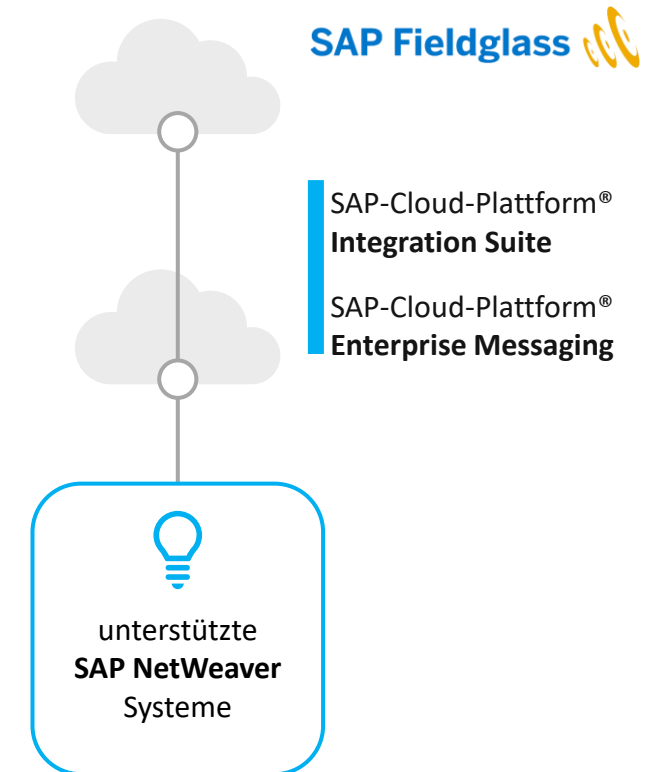 SAP Fieldglass
SAP-Cloud-Plattform®
Integration Suite
SAP-Cloud-Plattform®
Enterprise Messaging
unterstützte
SAP NetWeaver
Systeme